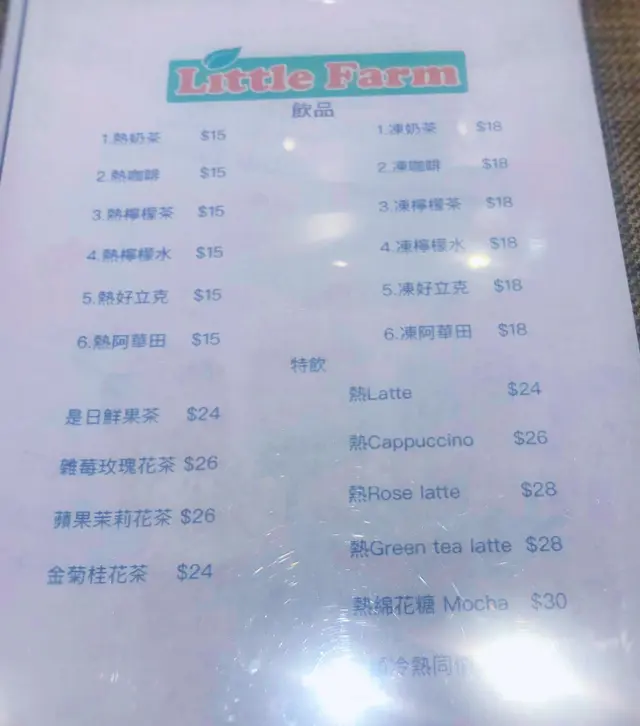 Little Farm
飲品
1.熱奶茶 $15
2.熱咖啡 $15
3.熱檸檬茶 $15
4.熱檸檬水 $15
5.熱好立克 $15
6.熱阿華田 $15
1.凍奶茶 $18
2.凍咖啡 $18
3.凍檸檬茶 $18
4.凍檸檬水 $18
5.凍好立克 $18
6.凍阿華田 $18
特飲
是日鮮果茶 $24
雜莓玫瑰花茶 $26
蘋果茉莉花茶 $26
金菊桂花茶 $24
熱Latte $24
熱Cappuccino $26
熱Rose latte $28
熱Green tea latte $28
熱綿花糖 Mocha $30
冷熱同